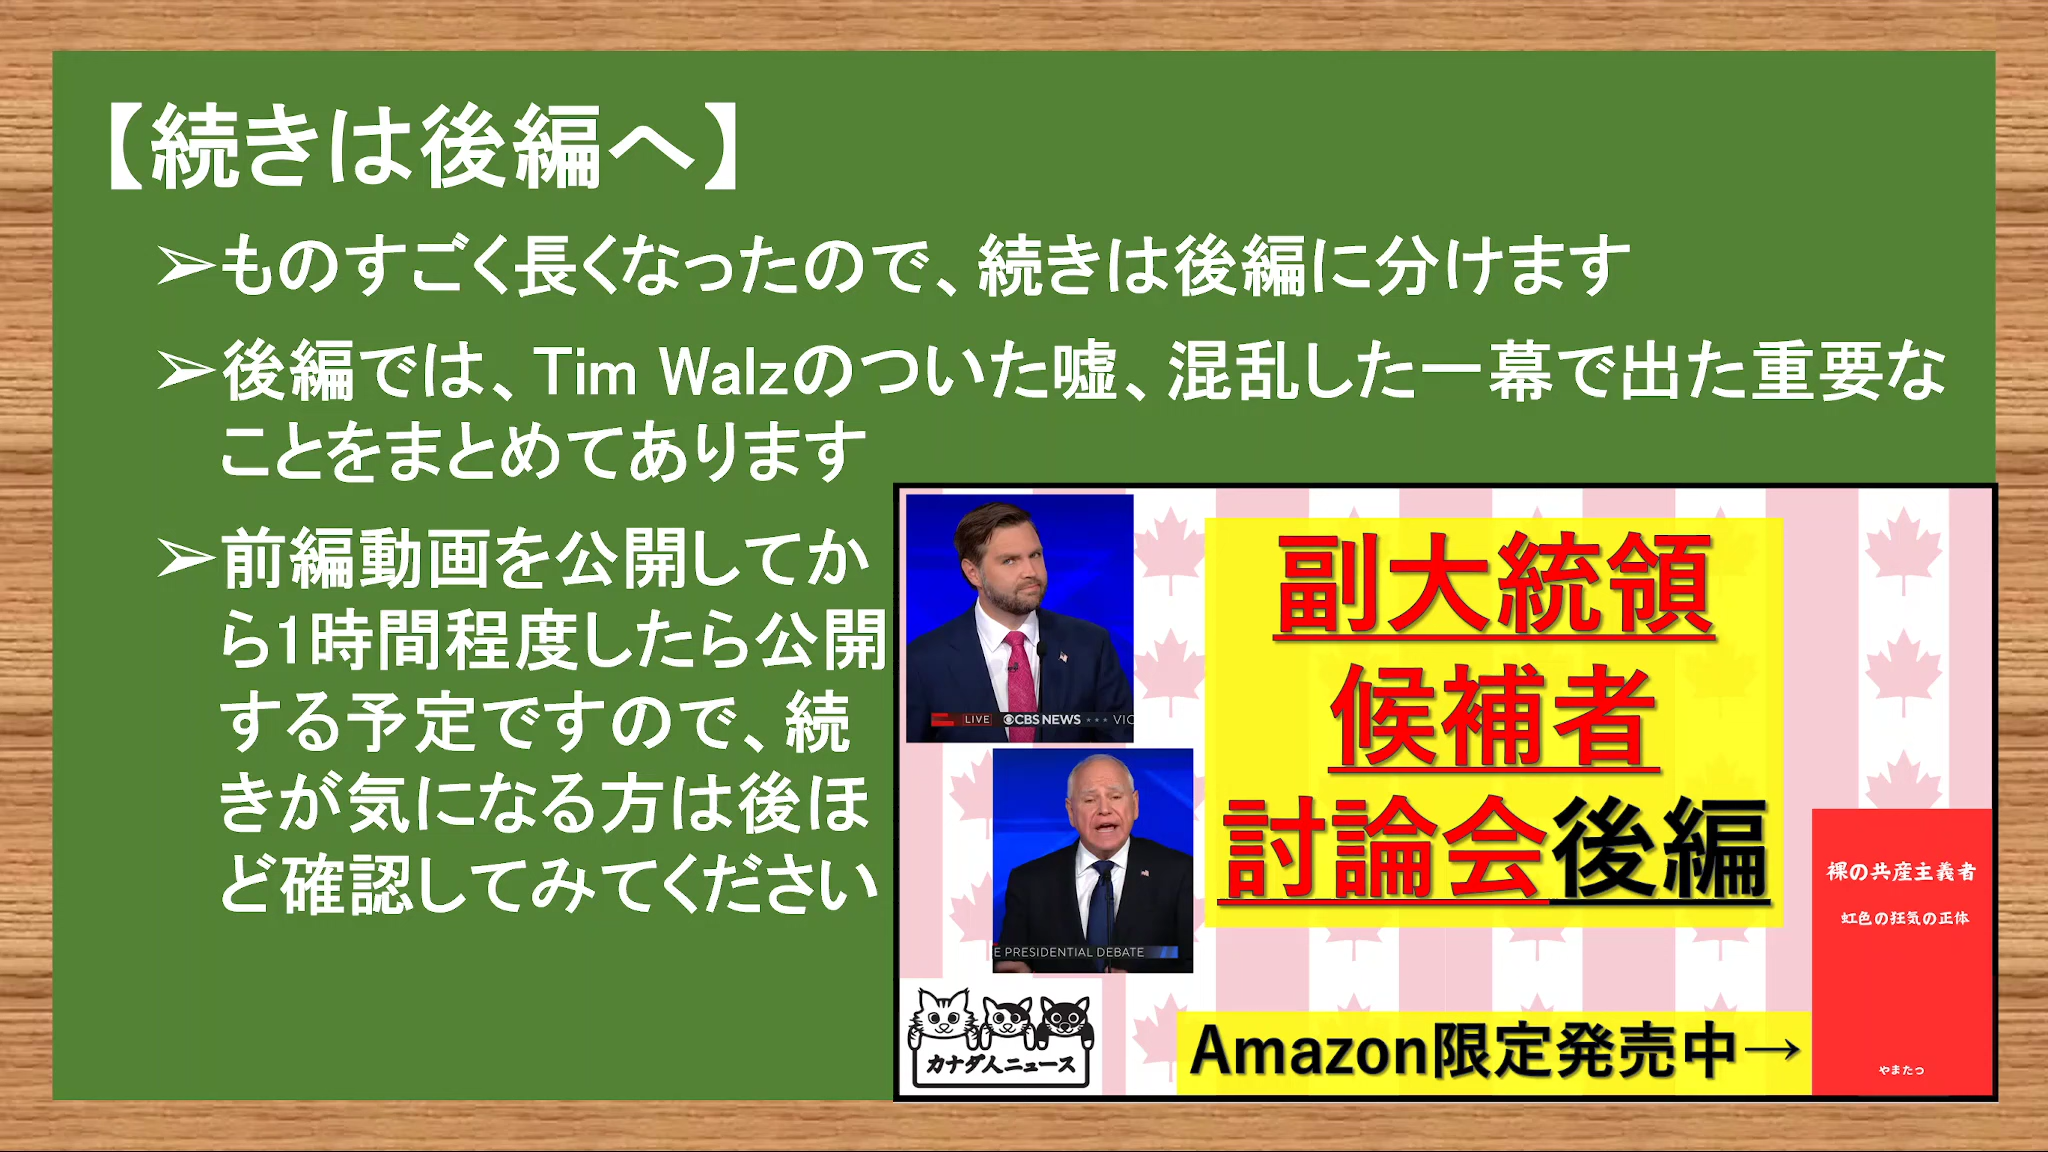 【続きは後編へ】
➢ものすごく長くなったので、続きは後編に分けます
➢後編では、Tim Walzのついた嘘、混乱した一幕で出た重要な
ことをまとめてあります
➢前編動画を公開してか
ら1時間程度したら公開
する予定ですので、続
きが気になる方は後ほ
ど確認してみてください
LIVE CBS NEWS ★★★ VIC
E PRESIDENTIAL DEBATE
副大統領
候補者
討論会後編
裸の共産主義者
虹色の狂気の正体
やまたつ
カナダ人ニュース
Amazon限定発売中→